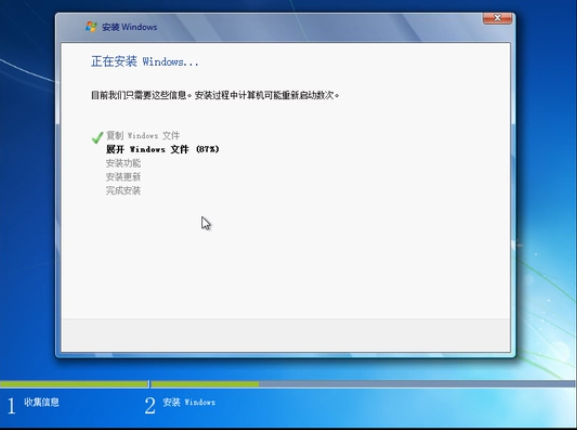 安装 Windows
正在安装 Windows...
目前我们只需要这些信息。安装过程中计算机可能重新启动数次。
复制 Windows 文件
展开 Windows 文件 (87%)
安装功能
安装更新
完成安装
1 收集信息
2 安装 Windows